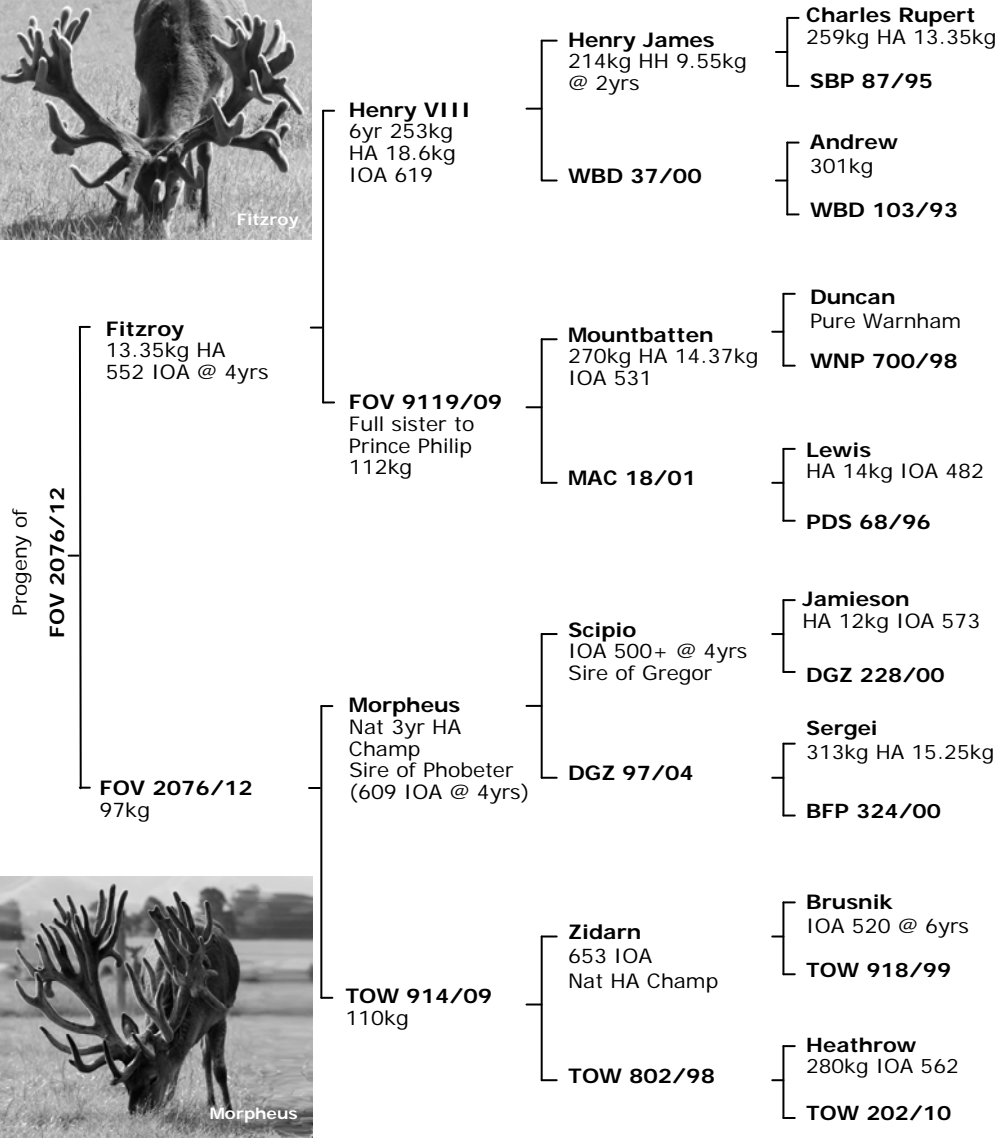 Fitzroy
Progeny of
FOV 2076/12
Fitzroy
13.35kg HA
552 IOA @ 4yrs
FOV 2076/12
97kg
Henry VIII
6yr 253kg
HA 18.6kg
IOA 619
FOV 9119/09
Full sister to
Prince Philip
112kg
Morpheus
Nat 3yr HA
Champ
Sire of Phobeter
(609 IOA @ 4yrs)
TOW 914/09
110kg
Henry James
214kg HH 9.55kg
@ 2yrs
WBD 37/00
Mountbatten
270kg HA 14.37kg
IOA 531
MAC 18/01
Scipio
IOA 500+ @ 4yrs
Sire of Gregor
DGZ 97/04
Zidarn
653 IOA
Nat HA Champ
TOW 802/98
Charles Rupert
259kg HA 13.35kg
SBP 87/95
Andrew
301kg
WBD 103/93
Duncan
Pure Warnham
WNP 700/98
Lewis
HA 14kg IOA 482
PDS 68/96
Jamieson
HA 12kg IOA 573
DGZ 228/00
Sergei
313kg HA 15.25kg
BFP 324/00
Brusnik
IOA 520 @ 6yrs
TOW 918/99
Heathrow
280kg IOA 562
TOW 202/10
Morpheus